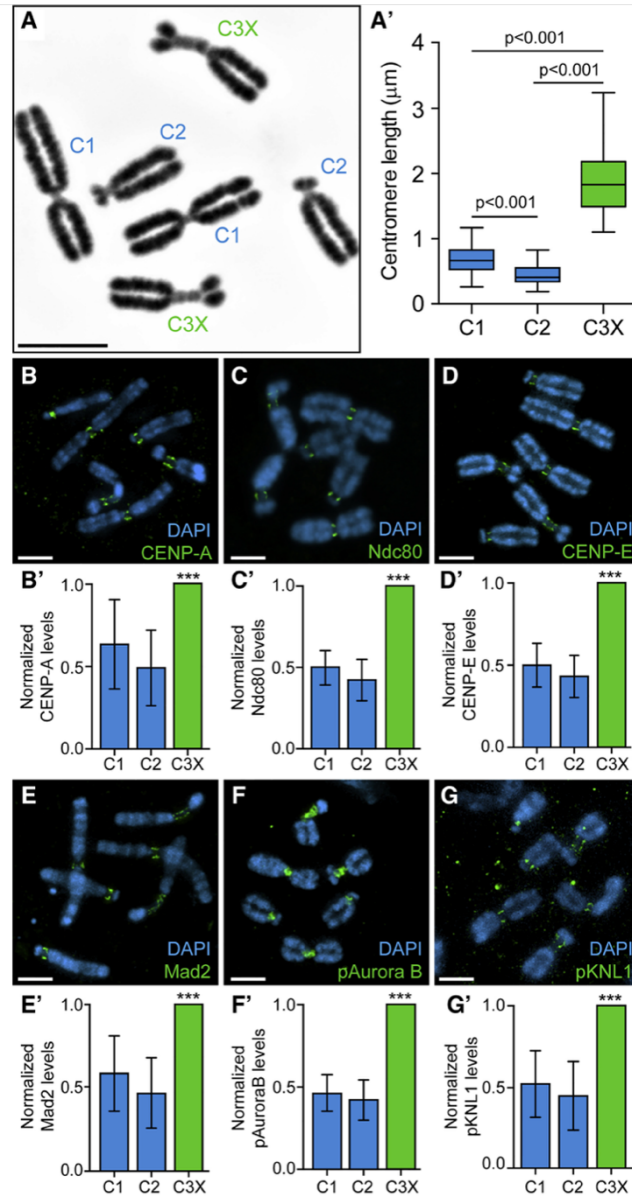 A
C3X
C1
C2
C2
C1
C3X
A'
Centromere length (μm)
4
3
2
1
0
p<0.001
p<0.001
p<0.001
C1 C2 C3X
B
DAPI
CENP-A
C
DAPI
Ndc80
D
DAPI
CENP-E
B'
Normalized
CENP-A levels
1.0
0.5
0.0
***
C1 C2 C3X
C'
Normalized
Ndc80 levels
1.0
0.5
0.0
***
C1 C2 C3X
D'
Normalized
CENP-E levels
1.0
0.5
0.0
***
C1 C2 C3X
E
DAPI
Mad2
F
DAPI
pAurora B
G
DAPI
pKNL1
E'
Normalized
Mad2 levels
1.0
0.5
0.0
***
C1 C2 C3X
F'
Normalized
pAuroraB levels
1.0
0.5
0.0
***
C1 C2 C3X
G'
Normalized
pKNL1 levels
1.0
0.5
0.0
***
C1 C2 C3X